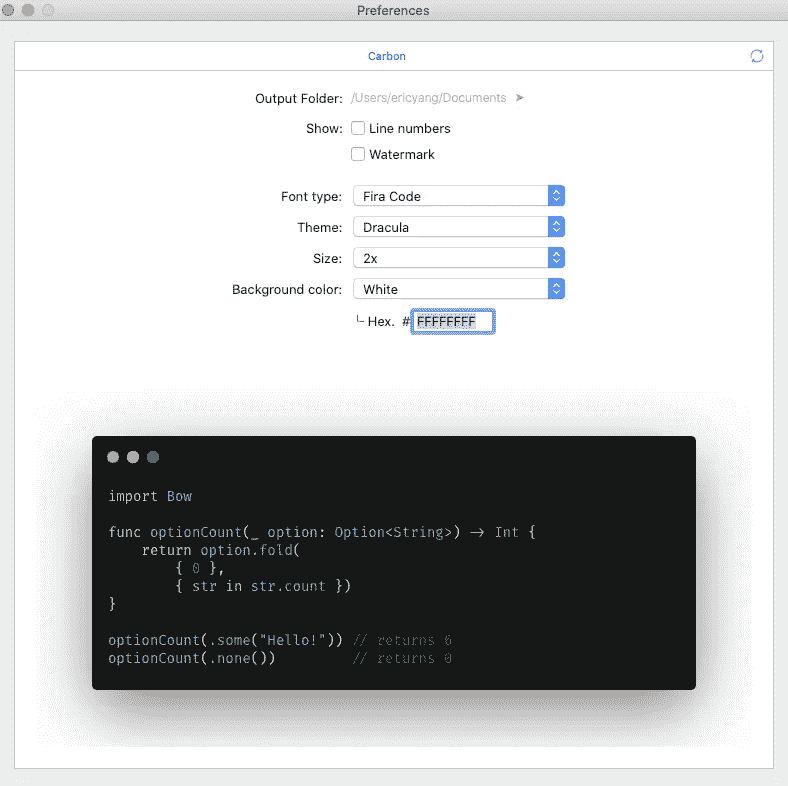 Preferences
Carbon
Output Folder: /Users/ericyang/Documents ➤
Show: Line numbers
Watermark
Font type: Fira Code
Theme: Dracula
Size: 2x
Background color: White
Hex. # FFFFFFFF
import Bow
func optionCount(_ option: Option<String>) -> Int {
    return option.fold(
        { 0 },
        { str in str.count })
}
optionCount(.some("Hello!")) // returns 6
optionCount(.none())         // returns 0